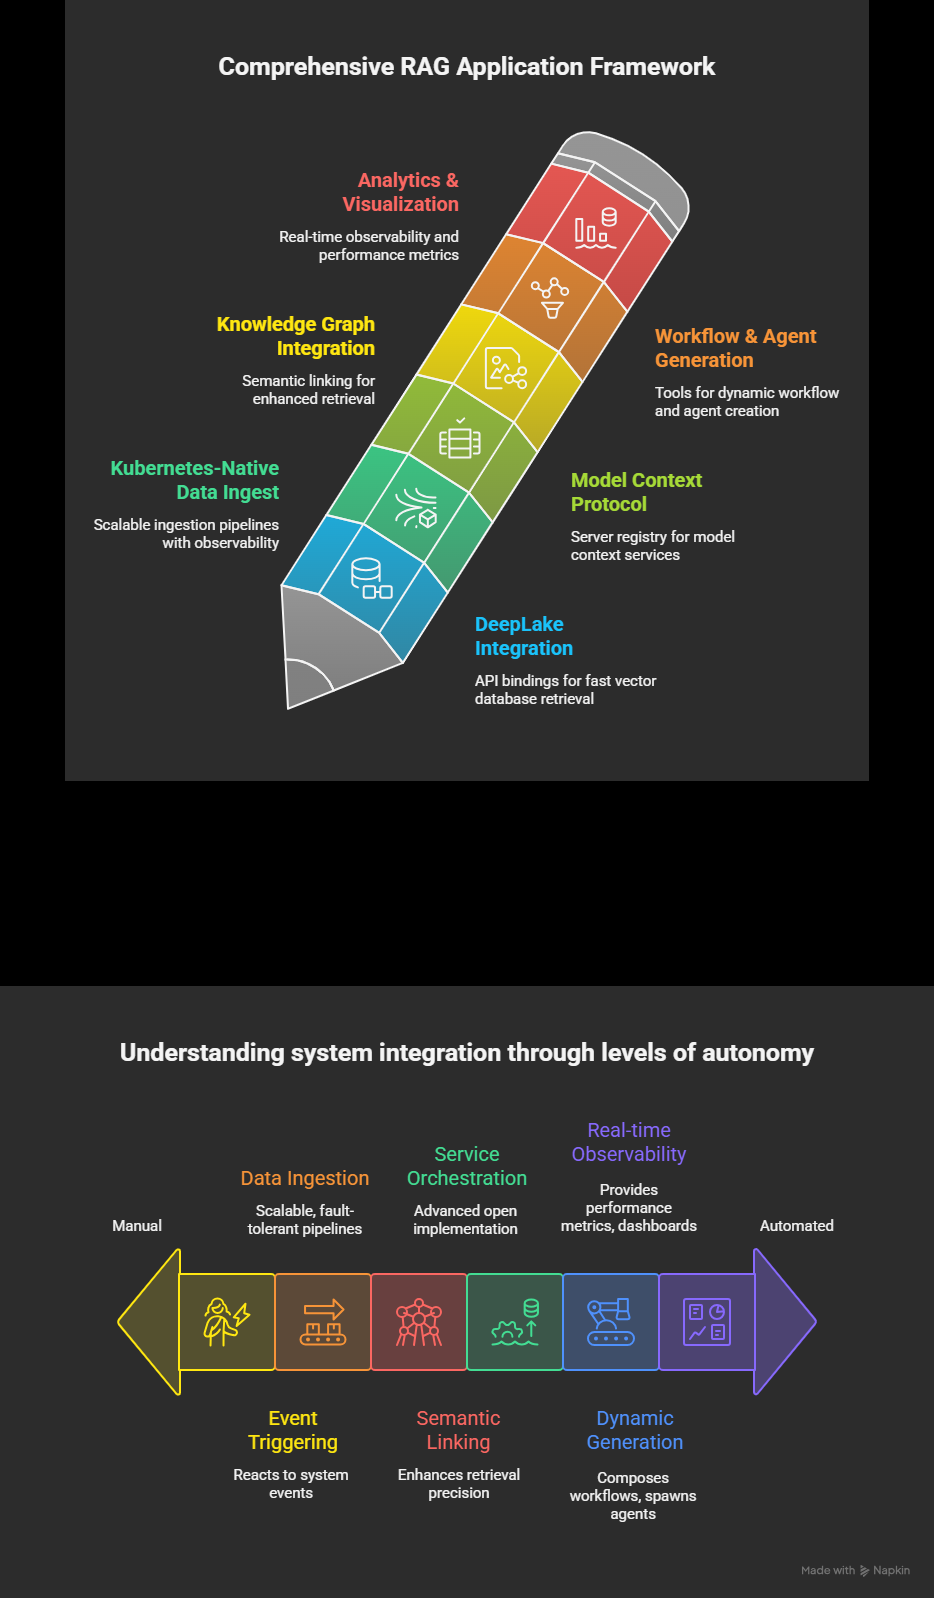 Comprehensive RAG Application Framework
Analytics &
Visualization
Real-time observability and
performance metrics
Knowledge Graph
Integration
Semantic linking for
enhanced retrieval
Workflow & Agent
Generation
Tools for dynamic workflow
and agent creation
Kubernetes-Native
Data Ingest
Scalable ingestion pipelines
with observability
Model Context
Protocol
Server registry for model
context services
DeepLake
Integration
API bindings for fast vector
database retrieval
Understanding system integration through levels of autonomy
Manual
Data Ingestion
Scalable, fault-
tolerant pipelines
Service
Orchestration
Advanced open
implementation
Real-time
Observability
Provides
performance
metrics, dashboards
Automated
Event
Triggering
Reacts to system
events
Semantic
Linking
Enhances retrieval
precision
Dynamic
Generation
Composes
workflows, spawns
agents
Made with Napkin